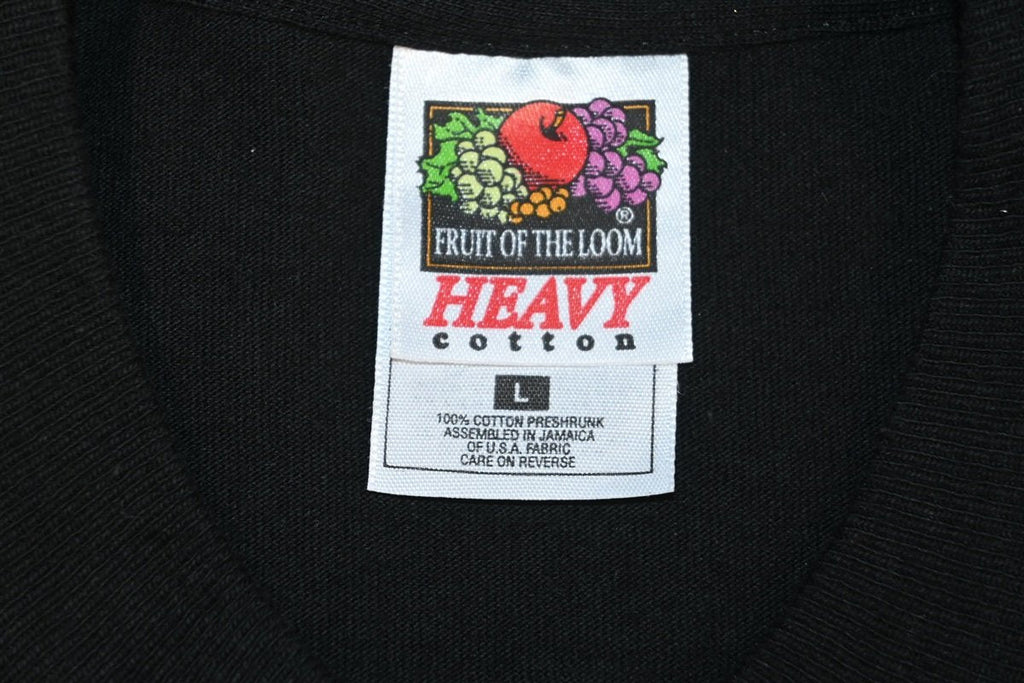 ®
FRUIT OF THE LOOM
HEAVY
cotton
L
100% COTTON PRESHRUNK
ASSEMBLED IN JAMAICA
OF U.S.A. FABRIC
CARE ON REVERSE